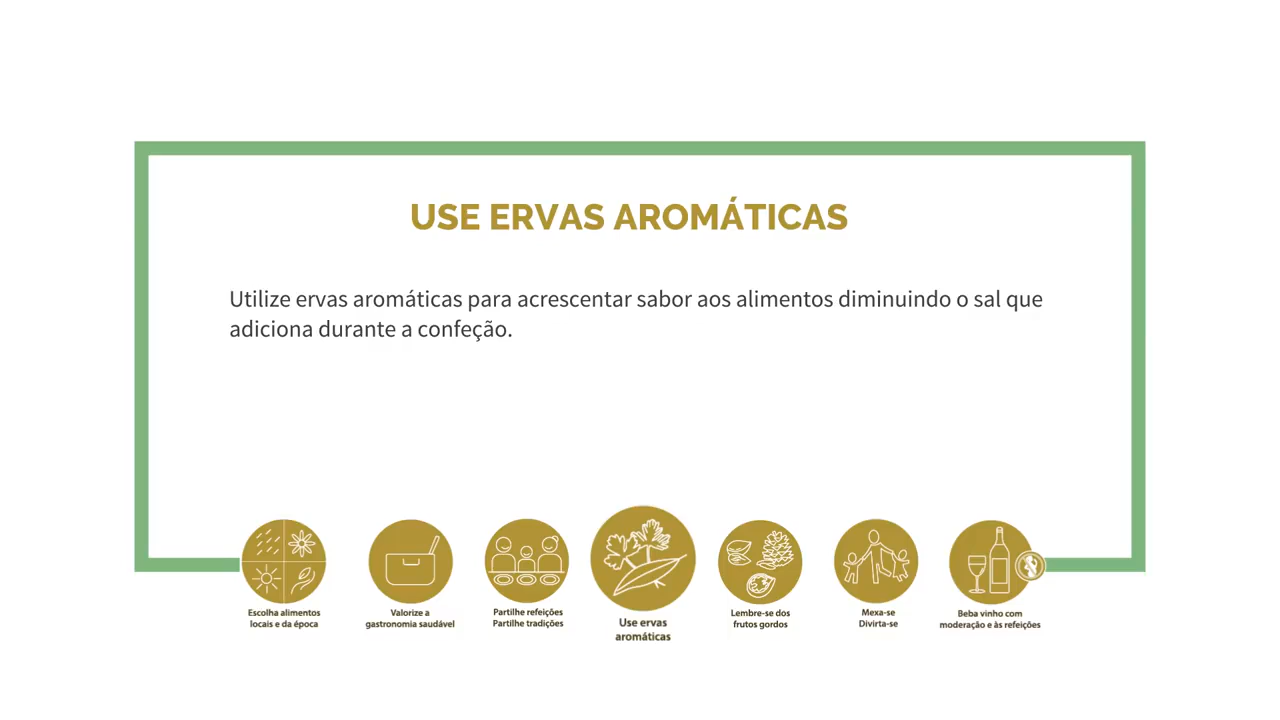 USE ERVAS AROMÁTICAS
Utilize ervas aromáticas para acrescentar sabor aos alimentos diminuindo o sal que
adiciona durante a confeção.
Escolha alimentos
locais e da época
Valorize a
gastronomia saudável
Partilhe refeições
Partilhe tradições
Use ervas
aromáticas
Lembre-se dos
frutos gordos
Mexa-se
Divirta-se
Beba vinho com
moderação e às refeições